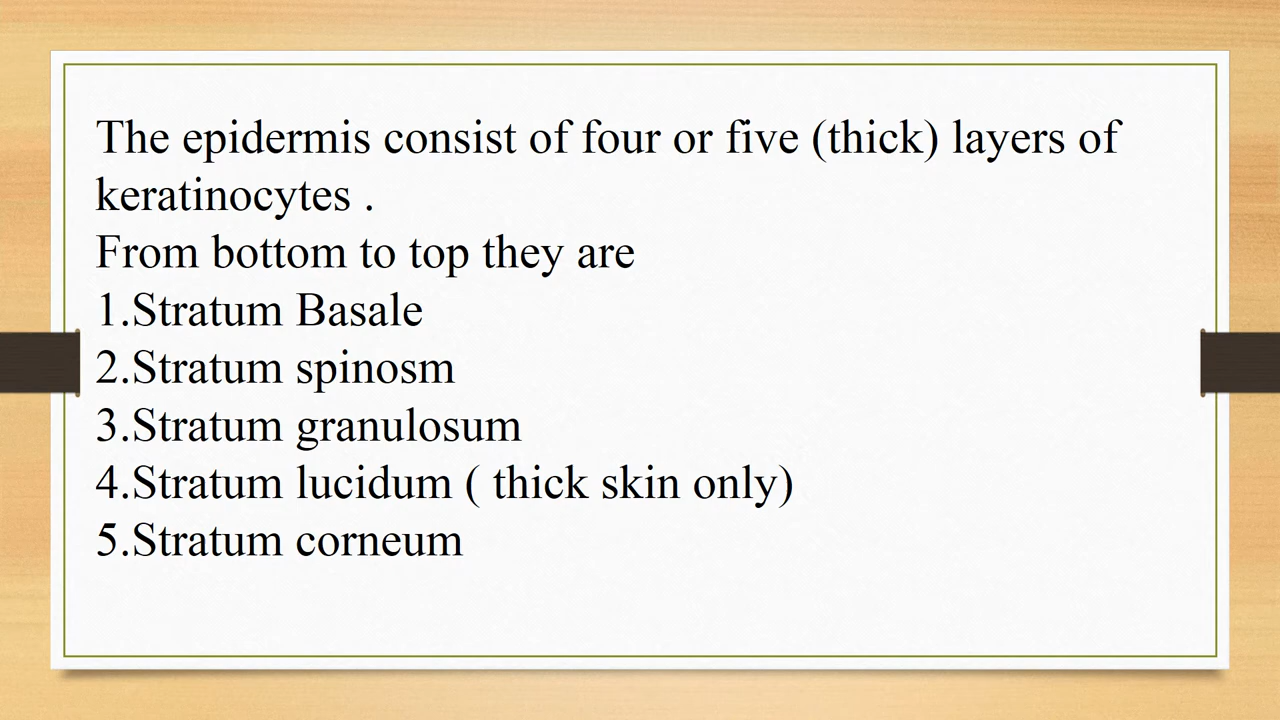 The epidermis consist of four or five (thick) layers of
keratinocytes .
From bottom to top they are
1.Stratum Basale
2.Stratum spinosm
3.Stratum granulosum
4.Stratum lucidum ( thick skin only)
5.Stratum corneum